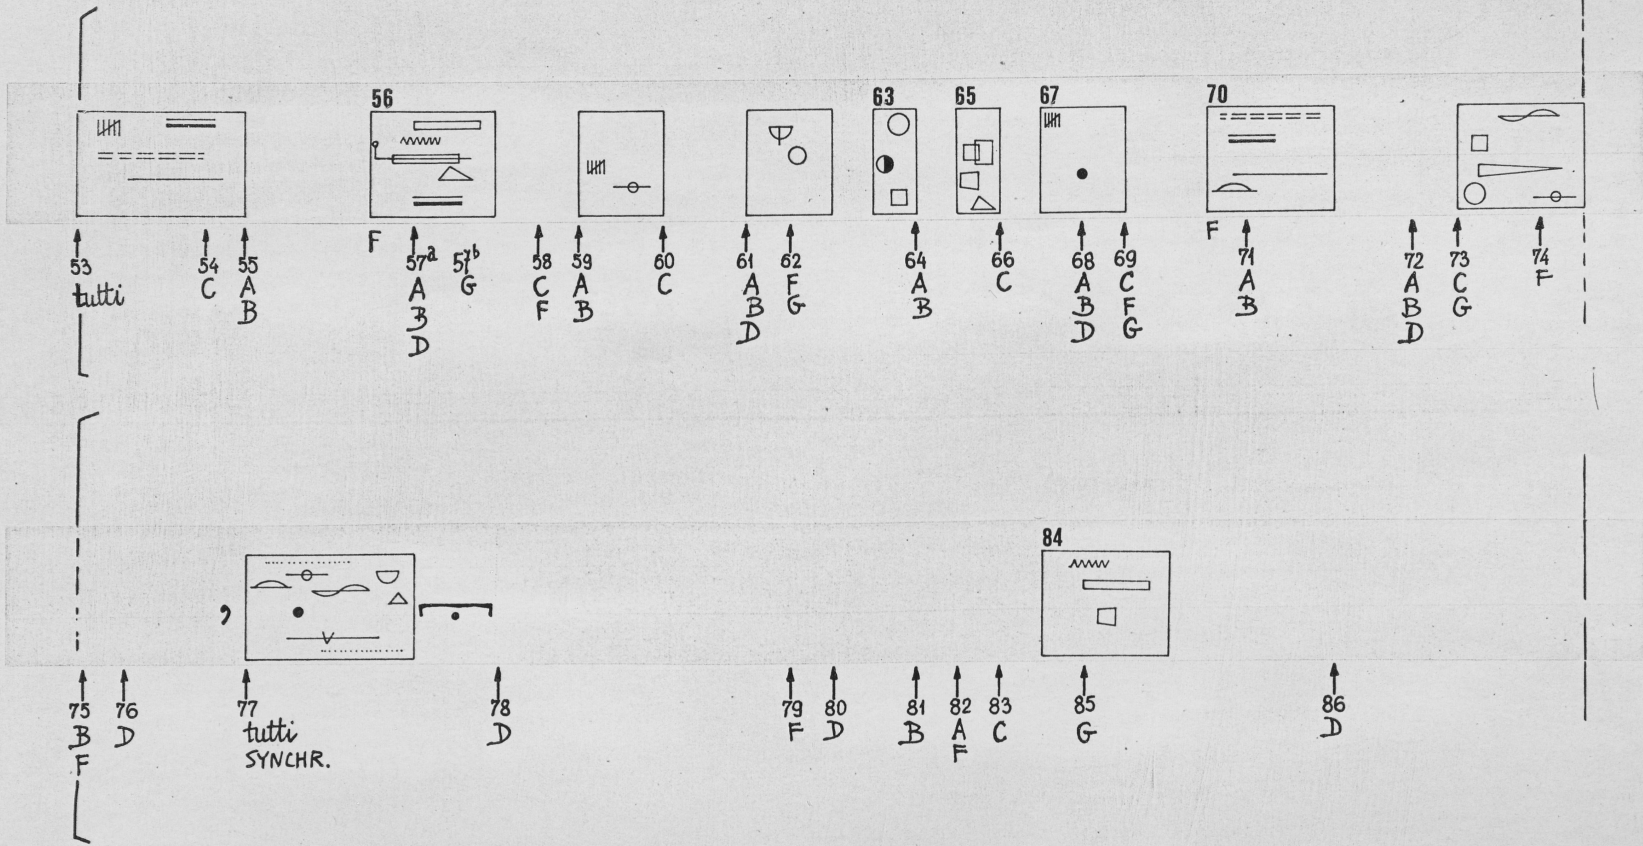 56 63 65 67 70
F F
53 54 55 57a 57b 58 59 60 61 62 64 66 68 69 71 72 73 74
tutti C A G C A C A F A C A C A A C F
B B F B B G B D F B B G
D D G D
84
75 76 77 78 79 80 81 82 83 85 86
B D tutti D F D B A C G D
F SYNCHR. F